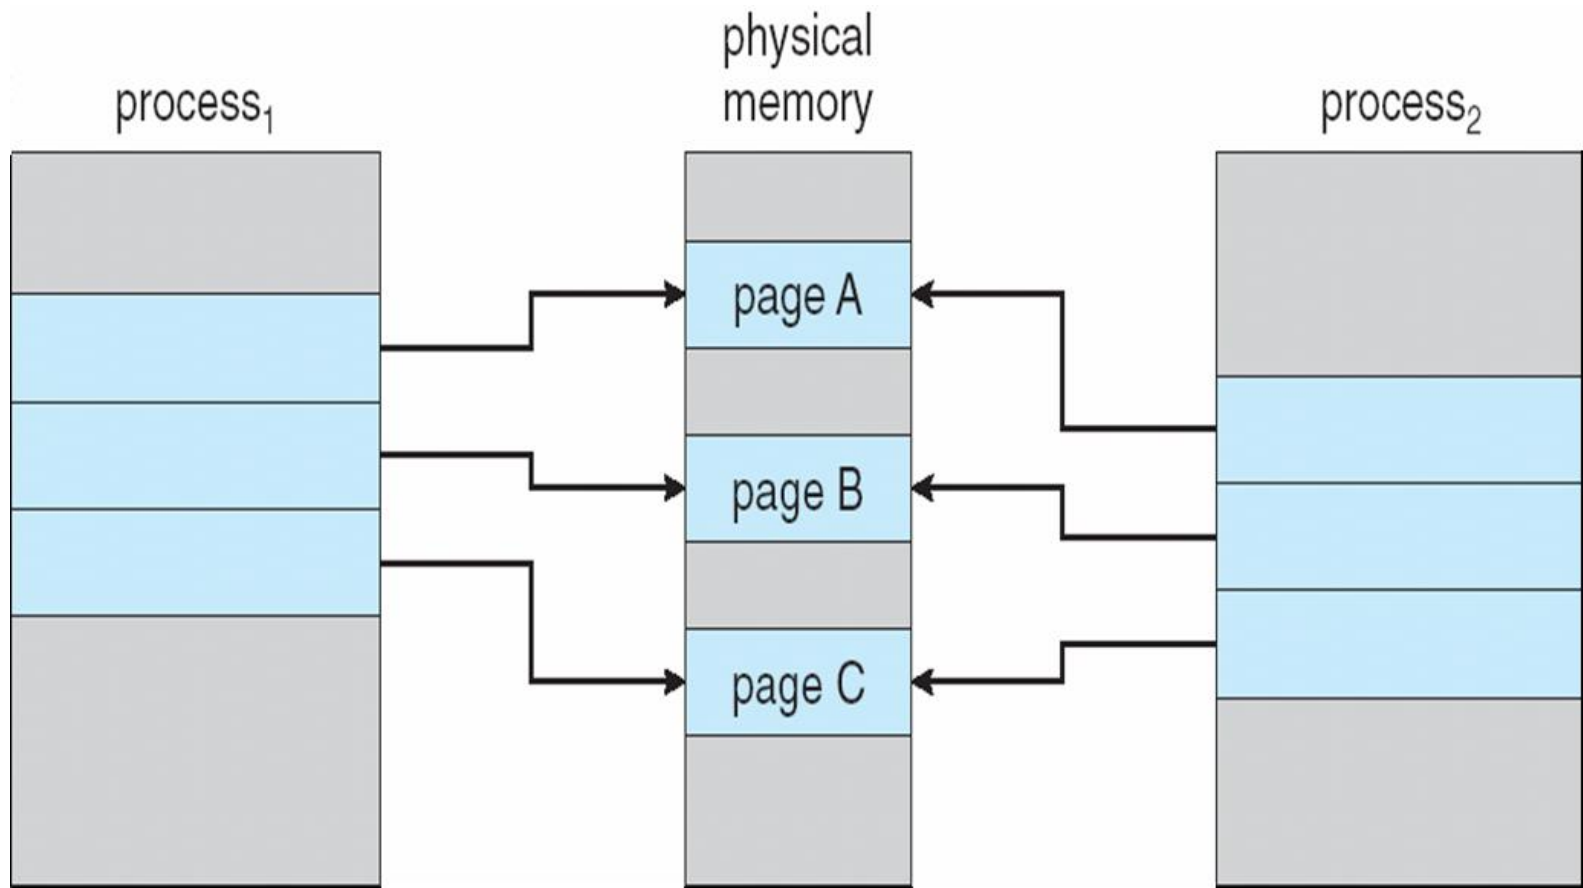 physical
memory
process₁
process₂
page A
page B
page C